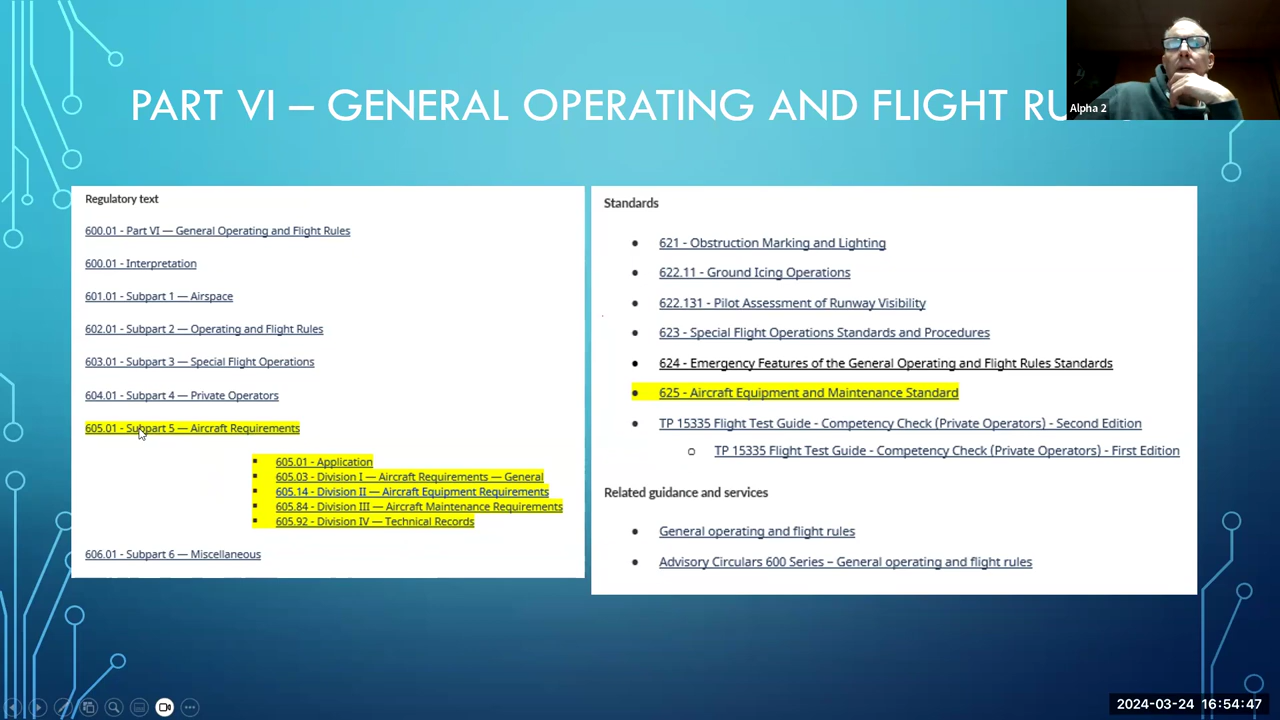 PART VI – GENERAL OPERATING AND FLIGHT RU
Alpha 2
Regulatory text
600.01 - Part VI — General Operating and Flight Rules
600.01 - Interpretation
601.01 - Subpart 1 — Airspace
602.01 - Subpart 2 — Operating and Flight Rules
603.01 - Subpart 3 — Special Flight Operations
604.01 - Subpart 4 — Private Operators
605.01 - Subpart 5 — Aircraft Requirements
605.01 - Application
605.03 - Division I — Aircraft Requirements — General
605.14 - Division II — Aircraft Equipment Requirements
605.84 - Division III — Aircraft Maintenance Requirements
605.92 - Division IV — Technical Records
606.01 - Subpart 6 — Miscellaneous
Standards
621 - Obstruction Marking and Lighting
622.11 - Ground Icing Operations
622.131 - Pilot Assessment of Runway Visibility
623 - Special Flight Operations Standards and Procedures
624 - Emergency Features of the General Operating and Flight Rules Standards
625 - Aircraft Equipment and Maintenance Standard
TP 15335 Flight Test Guide - Competency Check (Private Operators) - Second Edition
TP 15335 Flight Test Guide - Competency Check (Private Operators) - First Edition
Related guidance and services
General operating and flight rules
Advisory Circulars 600 Series – General operating and flight rules
2024-03-24 16:54:47